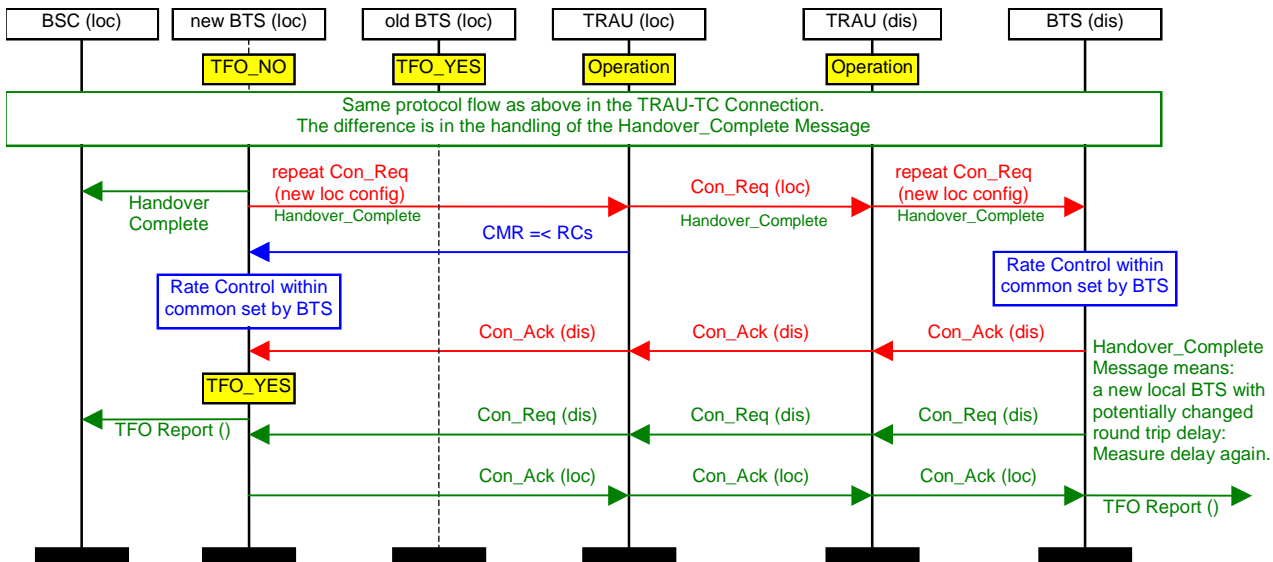 BSC (loc)
new BTS (loc)
old BTS (loc)
TRAU (loc)
TRAU (dis)
BTS (dis)
TFO_NO
TFO_YES
Operation
Operation
Same protocol flow as above in the TRAU-TC Connection.
The difference is in the handling of the Handover_Complete Message
Handover
Complete
repeat Con_Req
(new loc config)
Handover_Complete
Con_Req (loc)
Handover_Complete
repeat Con_Req
(new loc config)
Handover_Complete
CMR =< RCs
Rate Control within
common set by BTS
Rate Control within
common set by BTS
Con_Ack (dis)
Con_Ack (dis)
Con_Ack (dis)
Handover_Complete
Message means:
a new local BTS with
potentially changed
round trip delay:
Measure delay again.
TFO_YES
TFO Report ()
Con_Req (dis)
Con_Req (dis)
Con_Req (dis)
Con_Ack (loc)
Con_Ack (loc)
Con_Ack (loc)
TFO Report ()